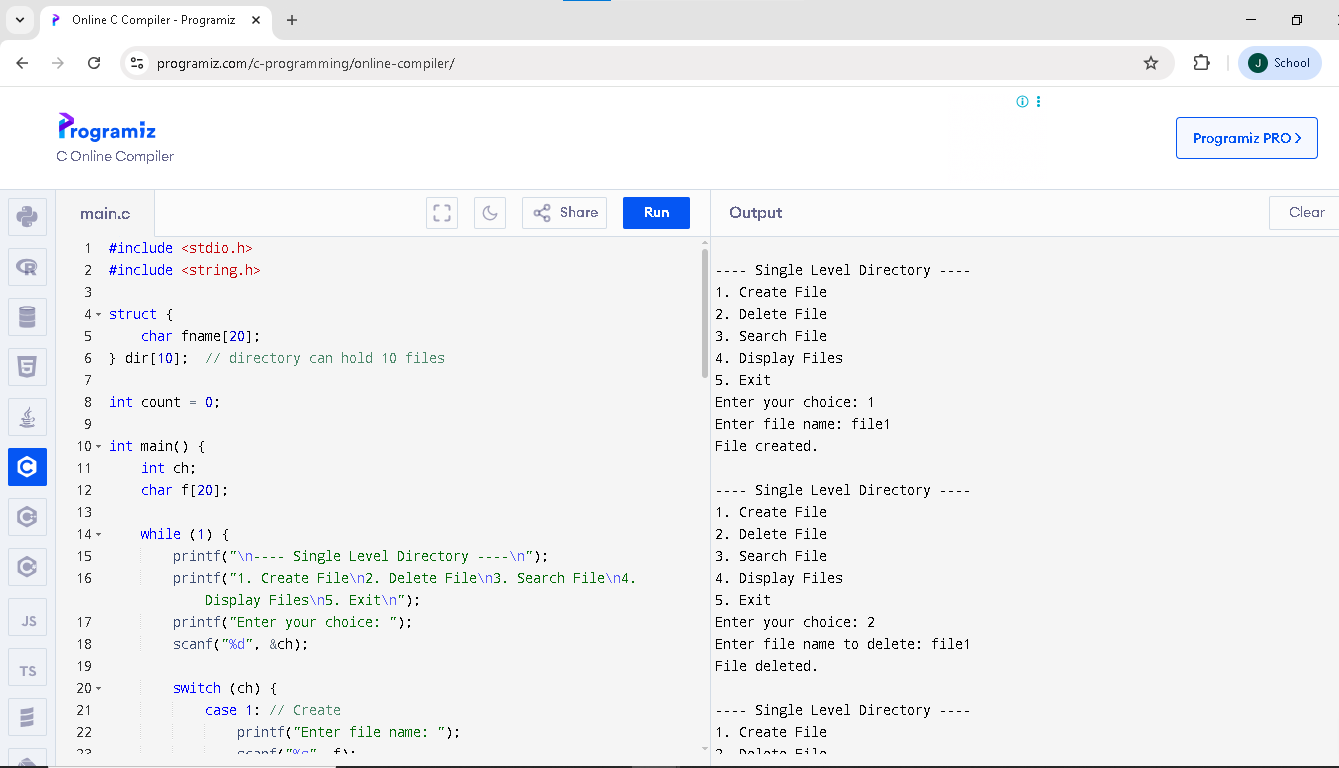 Online C Compiler - Programiz
programiz.com/c-programming/online-compiler/
J School
Programiz
C Online Compiler
Programiz PRO
main.c
Share
Run
Output
Clear
1 #include <stdio.h>
2 #include <string.h>
3
4 struct {
5 char fname[20];
6 } dir[10];  // directory can hold 10 files
7
8 int count = 0;
9
10 int main() {
11 int ch;
12 char f[20];
13
14 while (1) {
15 printf("\n---- Single Level Directory ----\n");
16 printf("1. Create File\n2. Delete File\n3. Search File\n4.
Display Files\n5. Exit\n");
17 printf("Enter your choice: ");
18 scanf("%d", &ch);
19
20 switch (ch) {
21 case 1: // Create
22 printf("Enter file name: ");
23 scanf("%s", f);
JS
TS
---- Single Level Directory ----
1. Create File
2. Delete File
3. Search File
4. Display Files
5. Exit
Enter your choice: 1
Enter file name: file1
File created.
---- Single Level Directory ----
1. Create File
2. Delete File
3. Search File
4. Display Files
5. Exit
Enter your choice: 2
Enter file name to delete: file1
File deleted.
---- Single Level Directory ----
1. Create File
2. Delete File